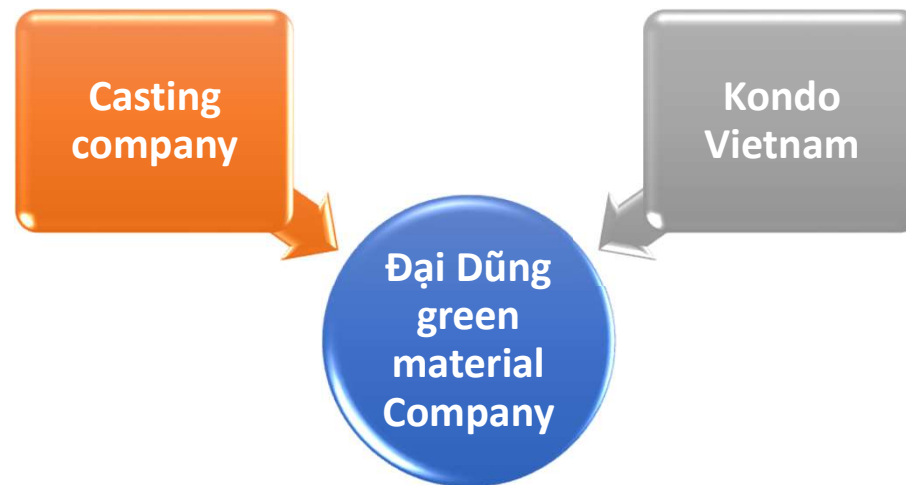 Casting
company
Kondo
Vietnam
Đại Dũng
green
material
Company